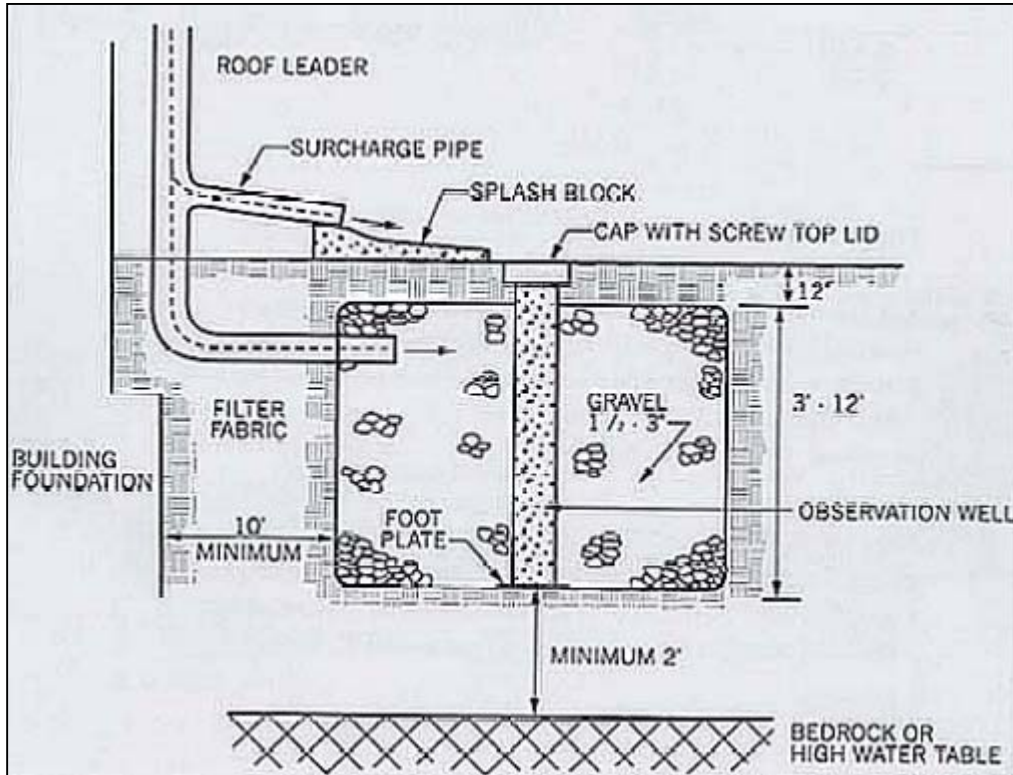 ROOF LEADER
SURCHARGE PIPE
SPLASH BLOCK
CAP WITH SCREW TOP LID
12"
FILTER
FABRIC
GRAVEL
1 1/2 - 3"
3' - 12'
BUILDING
FOUNDATION
10'
MINIMUM
FOOT
PLATE
OBSERVATION WELL
MINIMUM 2'
BEDROCK OR
HIGH WATER TABLE